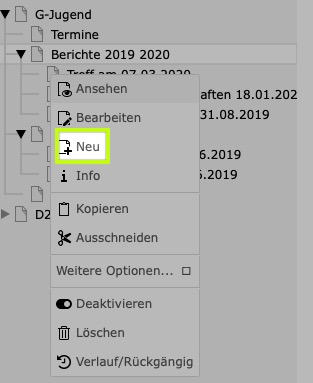 G-Jugend
Termine
Berichte 2019 2020
Treff am 07.03.2020
Ansehen
aften 18.01.202
Bearbeiten
31.08.2019
Neu
6.2019
Info
6.2019
Kopieren
D2
Ausschneiden
Weitere Optionen...
Deaktivieren
Löschen
Verlauf/Rückgängig